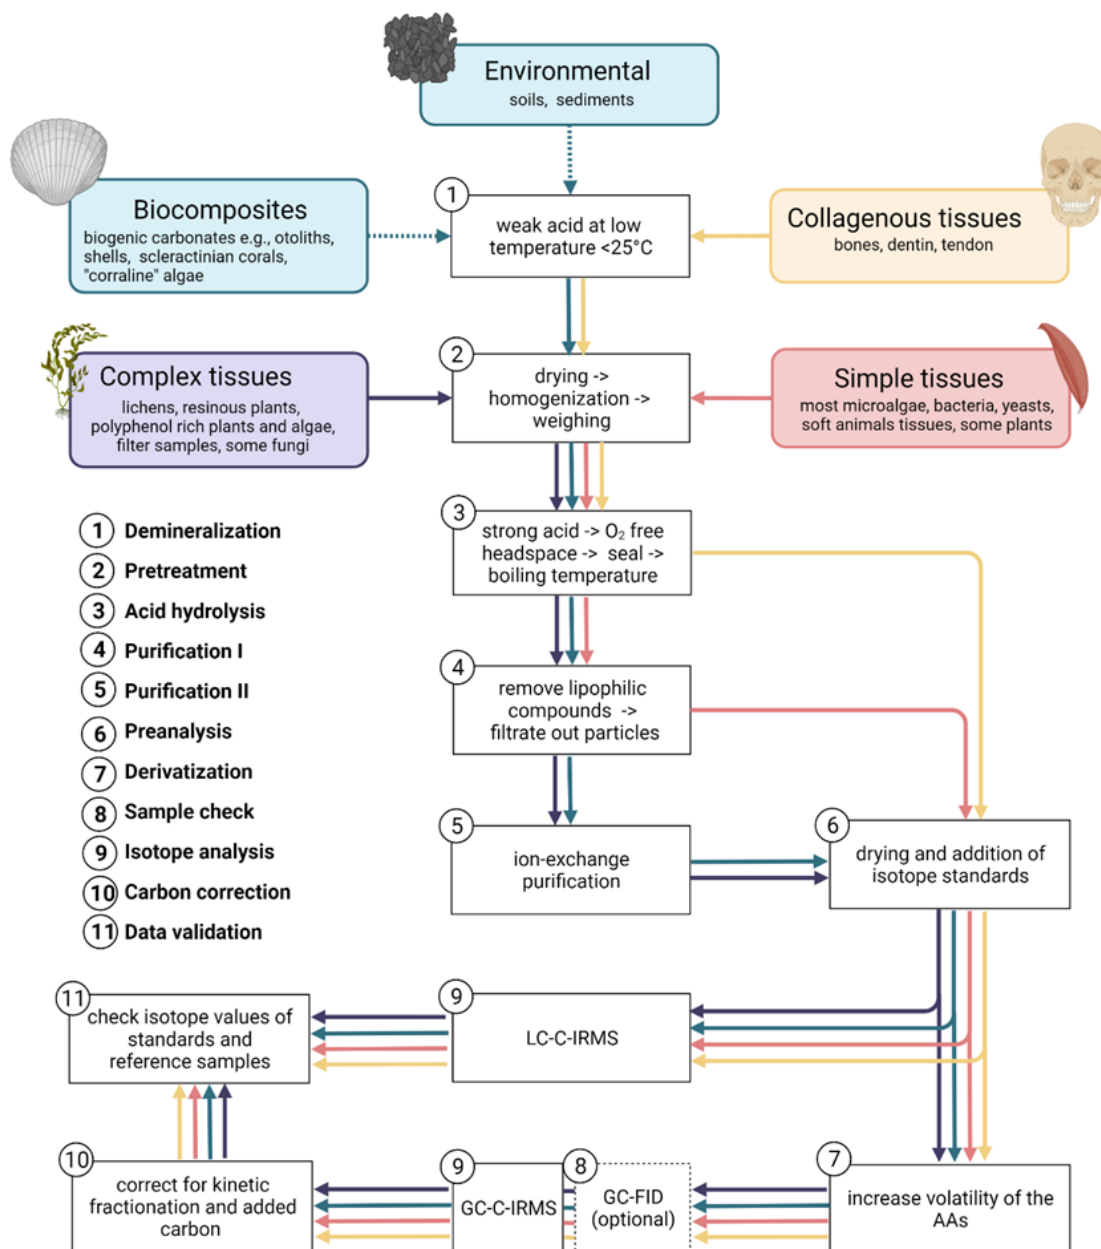 Environmental
soils, sediments
Biocomposites
biogenic carbonates e.g., otoliths,
shells, scleractinian corals,
"corraline" algae
1
weak acid at low
temperature <25°C
Collagenous tissues
bones, dentin, tendon
Complex tissues
lichens, resinous plants,
polyphenol rich plants and algae,
filter samples, some fungi
2
drying ->
homogenization ->
weighing
Simple tissues
most microalgae, bacteria, yeasts,
soft animals tissues, some plants
1 Demineralization
2 Pretreatment
3 Acid hydrolysis
4 Purification I
5 Purification II
6 Preanalysis
7 Derivatization
8 Sample check
9 Isotope analysis
10 Carbon correction
11 Data validation
3
strong acid -> O₂ free
headspace -> seal ->
boiling temperature
4
remove lipophilic
compounds ->
filtrate out particles
5
ion-exchange
purification
6
drying and addition of
isotope standards
11
check isotope values of
standards and
reference samples
9
LC-C-IRMS
10
correct for kinetic
fractionation and added
carbon
9
GC-C-IRMS
8
GC-FID
(optional)
7
increase volatility of the
AAs